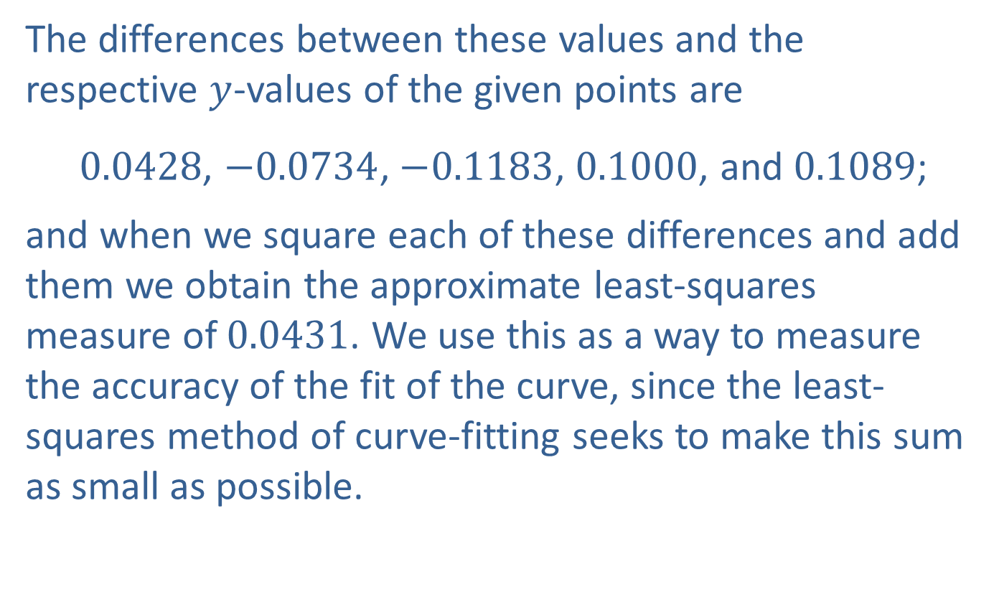 The differences between these values and the
respective y-values of the given points are
0.0428, −0.0734, −0.1183, 0.1000, and 0.1089;
and when we square each of these differences and add
them we obtain the approximate least-squares
measure of 0.0431. We use this as a way to measure
the accuracy of the fit of the curve, since the least-
squares method of curve-fitting seeks to make this sum
as small as possible.